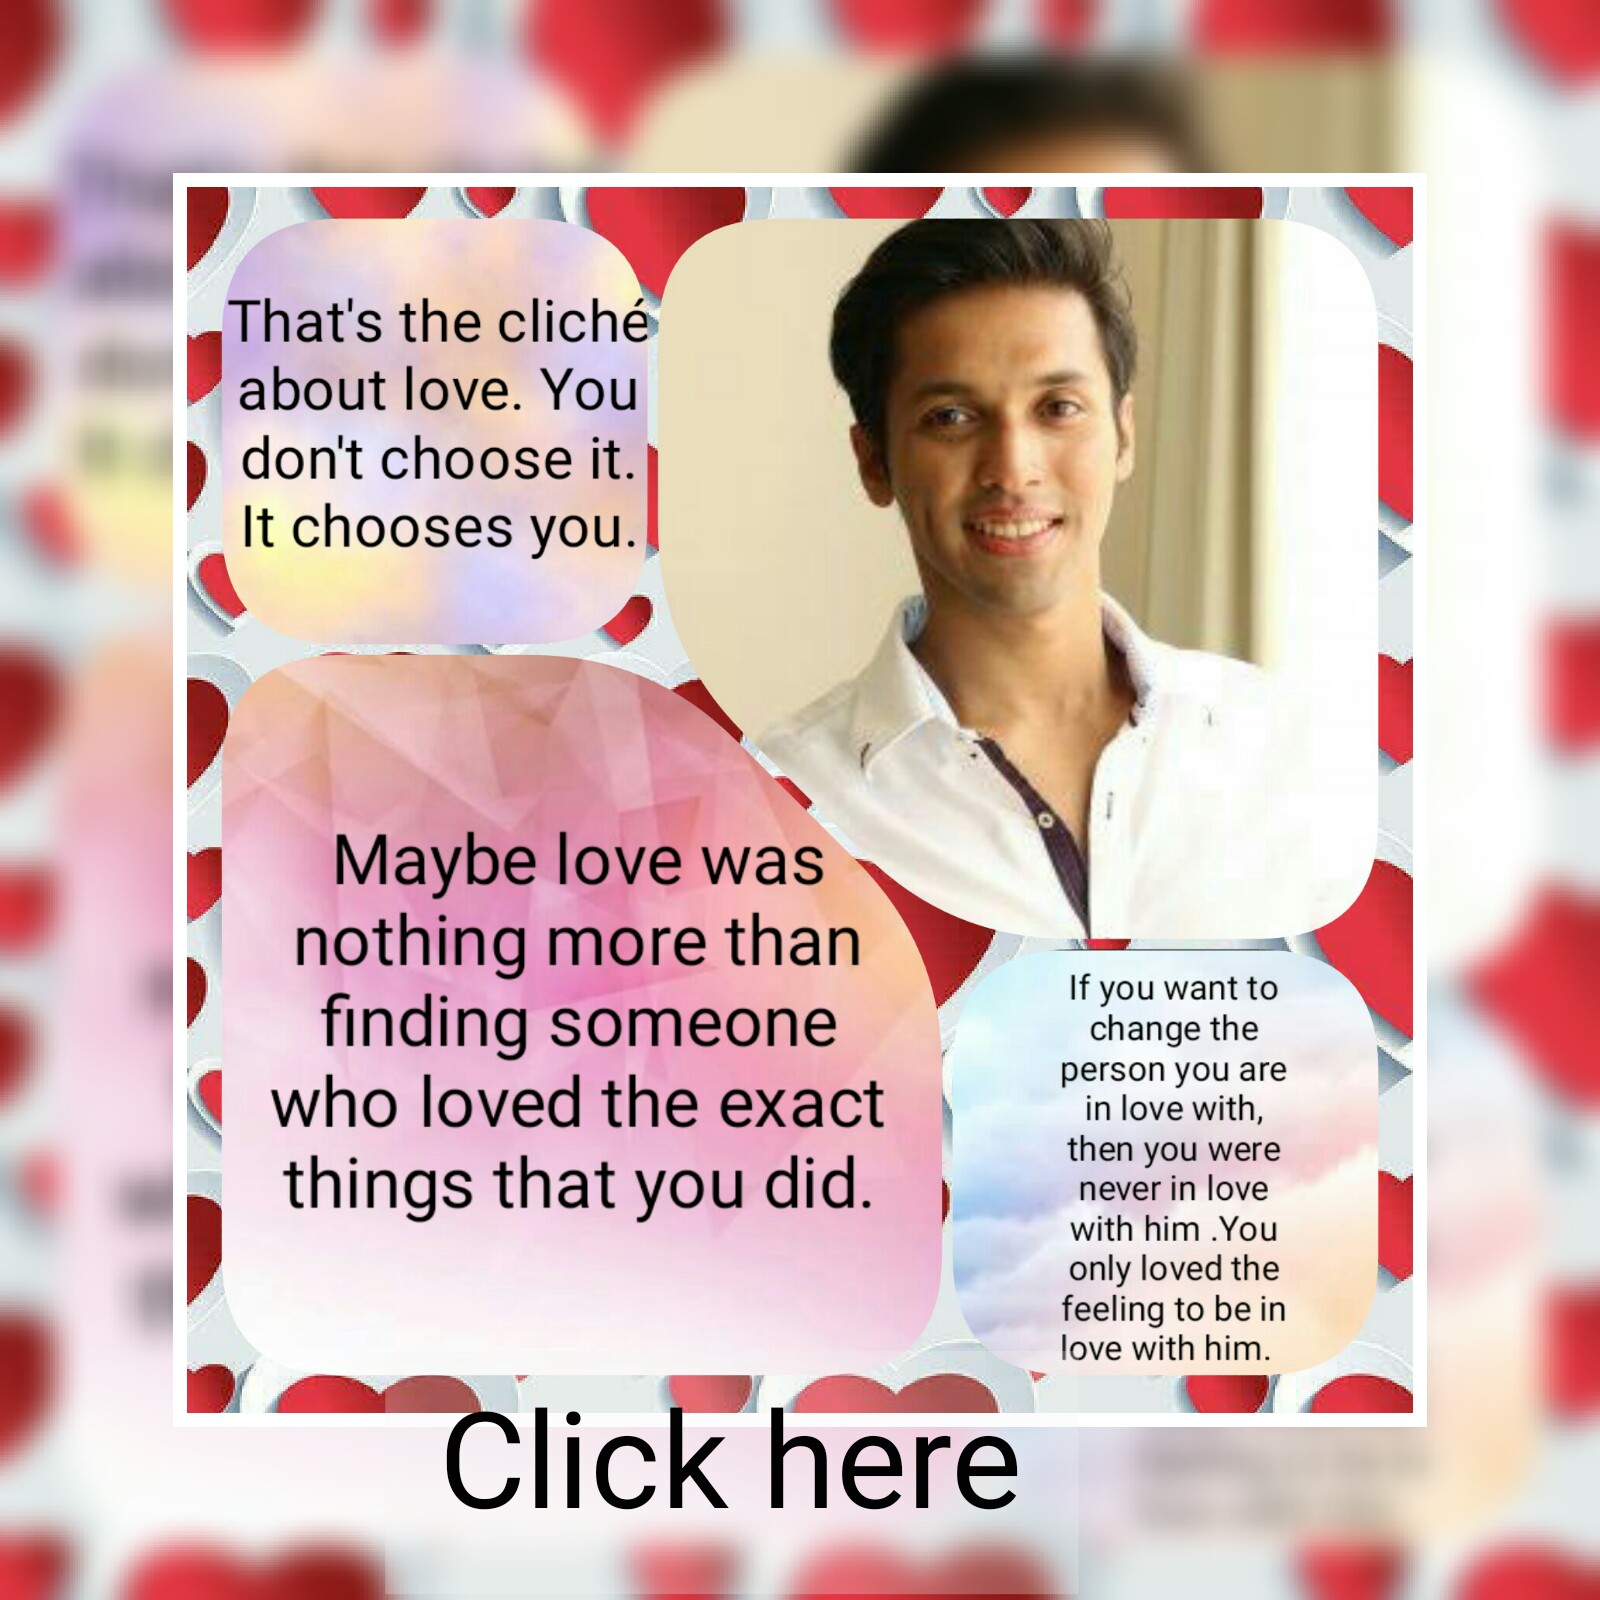 That's the cliché
about love. You
don't choose it.
It chooses you.
Maybe love was
nothing more than
finding someone
who loved the exact
things that you did.
If you want to
change the
person you are
in love with,
then you were
never in love
with him .You
only loved the
feeling to be in
love with him.
Click here